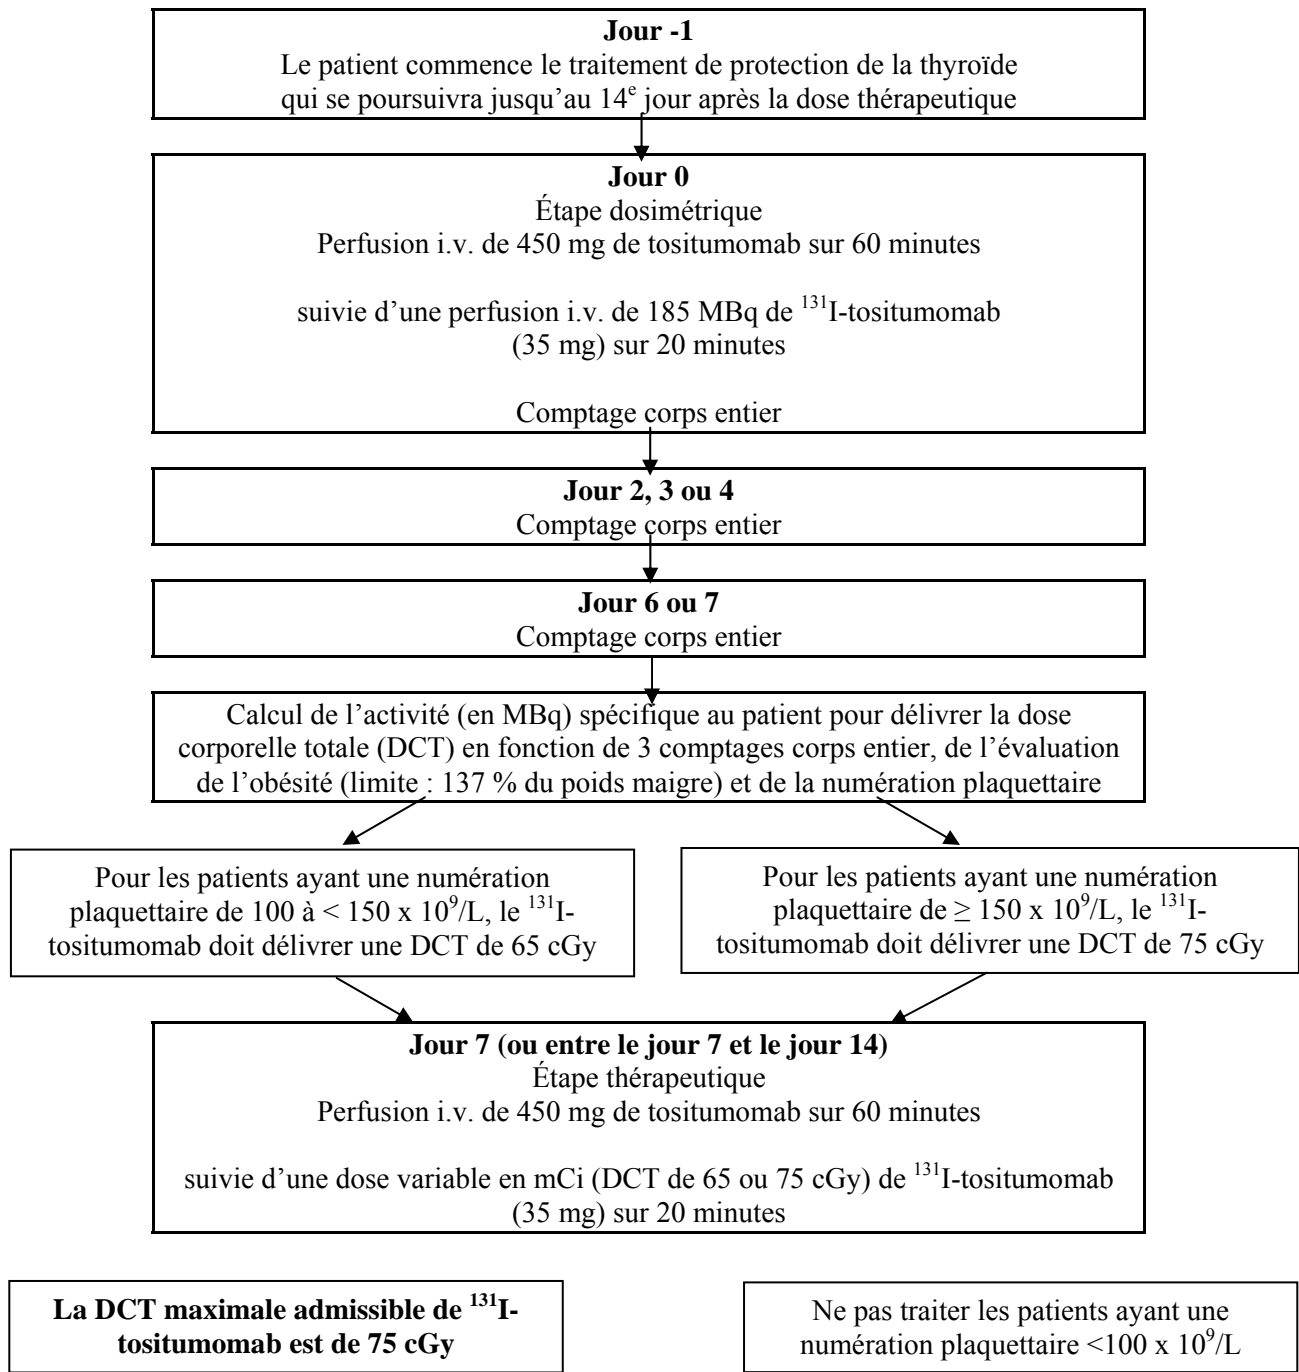 Jour -1
Le patient commence le traitement de protection de la thyroïde
qui se poursuivra jusqu’au 14e jour après la dose thérapeutique
Jour 0
Étape dosimétrique
Perfusion i.v. de 450 mg de tositumomab sur 60 minutes
suivie d’une perfusion i.v. de 185 MBq de 131I-tositumomab
(35 mg) sur 20 minutes
Comptage corps entier
Jour 2, 3 ou 4
Comptage corps entier
Jour 6 ou 7
Comptage corps entier
Calcul de l’activité (en MBq) spécifique au patient pour délivrer la dose
corporelle totale (DCT) en fonction de 3 comptages corps entier, de l’évaluation
de l’obésité (limite : 137 % du poids maigre) et de la numération plaquettaire
Pour les patients ayant une numération
plaquettaire de 100 à < 150 x 10^9/L, le 131I-
tositumomab doit délivrer une DCT de 65 cGy
Pour les patients ayant une numération
plaquettaire de ≥ 150 x 10^9/L, le 131I-
tositumomab doit délivrer une DCT de 75 cGy
Jour 7 (ou entre le jour 7 et le jour 14)
Étape thérapeutique
Perfusion i.v. de 450 mg de tositumomab sur 60 minutes
suivie d’une dose variable en mCi (DCT de 65 ou 75 cGy) de 131I-tositumomab
(35 mg) sur 20 minutes
La DCT maximale admissible de 131I-
tositumomab est de 75 cGy
Ne pas traiter les patients ayant une
numération plaquettaire <100 x 10^9/L